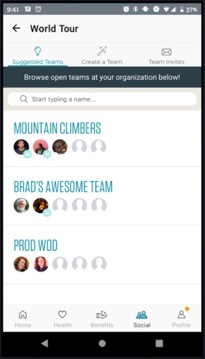 9:41
37%
World Tour
Suggested Teams
Create a Team
Team Invites
Browse open teams at your organization below!
Start typing a name...
MOUNTAIN CLIMBERS
BRAD'S AWESOME TEAM
PROD WOD
Home
Health
Benefits
Social
Profile